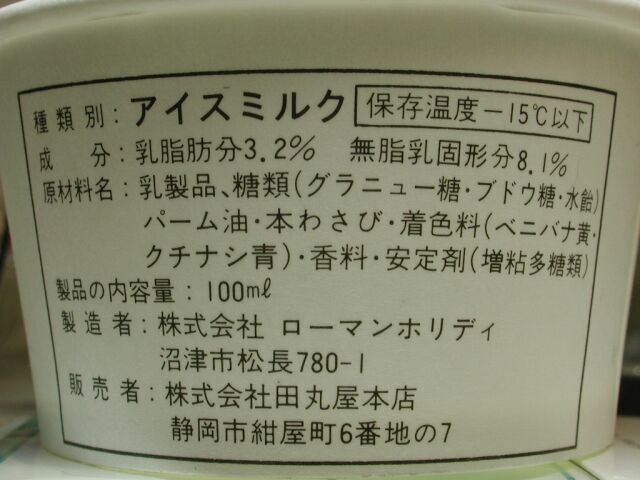 種類別：アイスミルク 保存温度－15℃以下
成　　分：乳脂肪分3.2%　無脂乳固形分8.1%
原材料名：乳製品、糖類(グラニュー糖・ブドウ糖・水飴)
パーム油・本わさび・着色料(ベニバナ黄・
クチナシ青)・香料・安定剤(増粘多糖類)
製品の内容量：100mℓ
製造者：株式会社 ローマンホリディ
沼津市松長780-1
販売者：株式会社田丸屋本店
静岡市紺屋町6番地の7